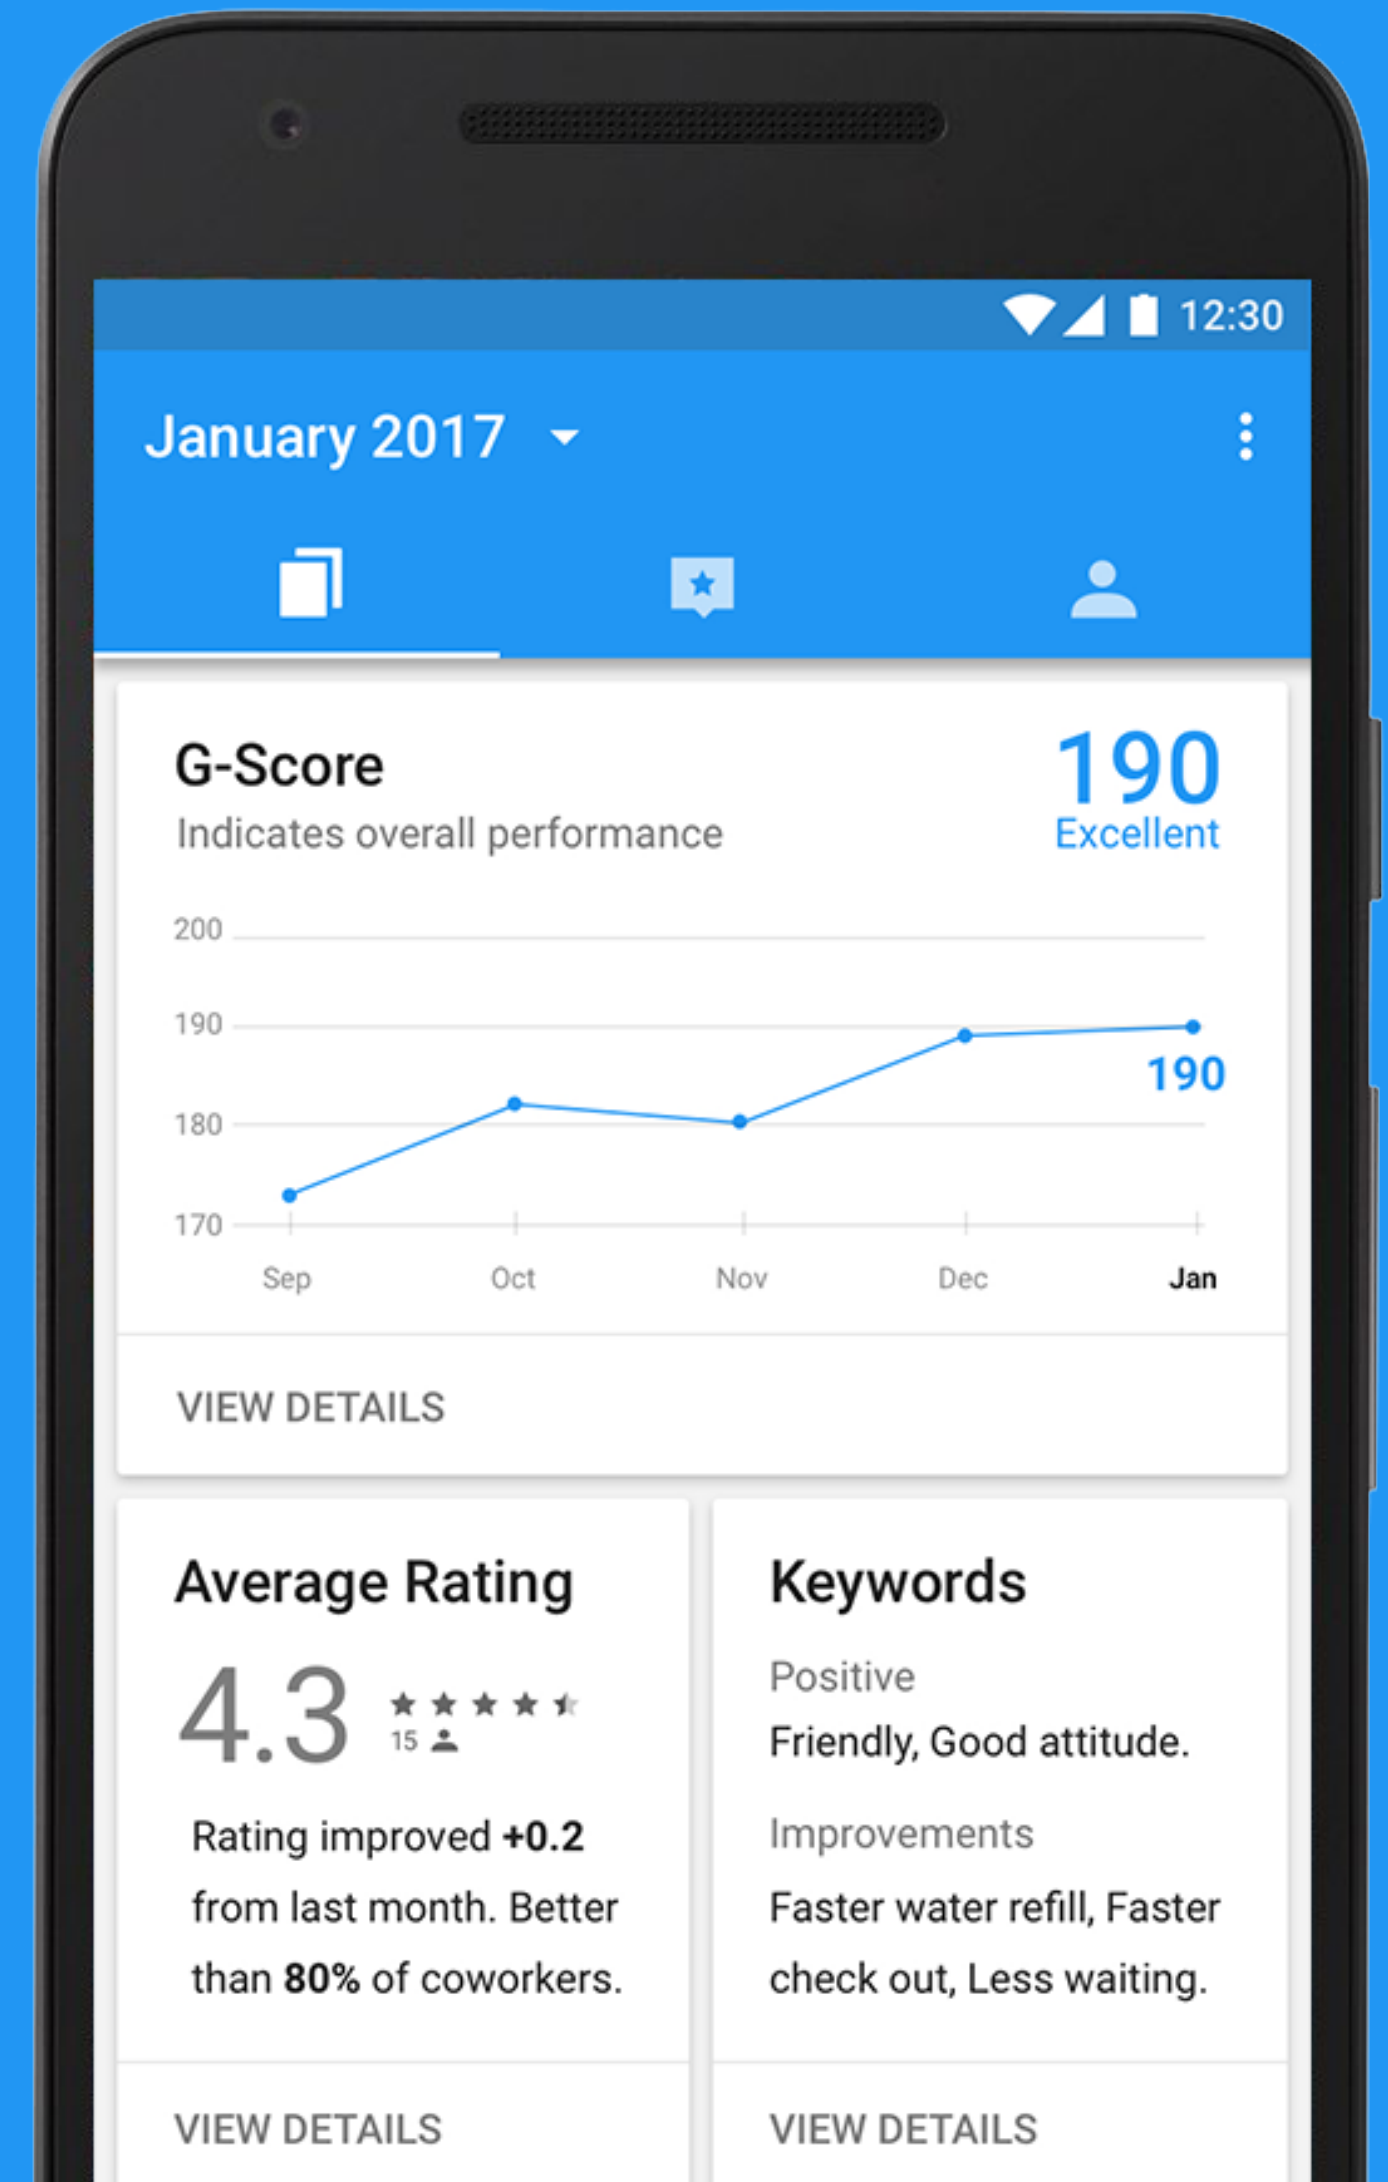 12:30
January 2017
G-Score
190
Indicates overall performance
Excellent
200
190
180
170
190
Sep
Oct
Nov
Dec
Jan
VIEW DETAILS
Average Rating
4.3
15
Rating improved +0.2
from last month. Better
than 80% of coworkers.
VIEW DETAILS
Keywords
Positive
Friendly, Good attitude.
Improvements
Faster water refill, Faster
check out, Less waiting.
VIEW DETAILS